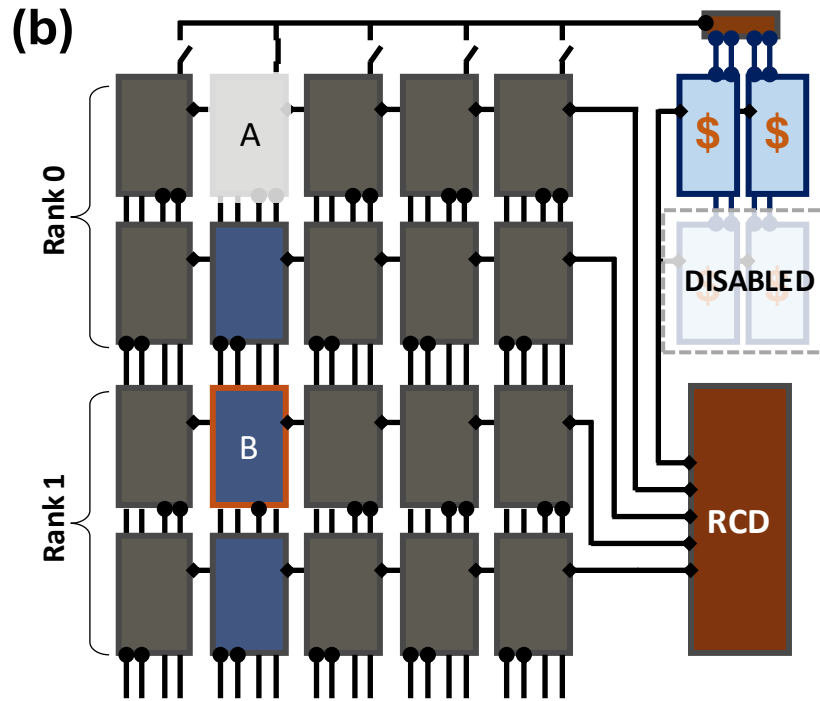 (b)
A
$ $
Rank 0
$ $
DISABLED
B
Rank 1
RCD